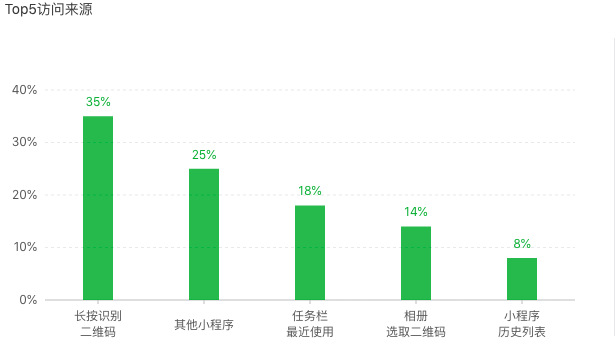 Top5访问来源
40%
30%
20%
10%
0%
35%
25%
18%
14%
8%
长按识别
二维码
其他小程序
任务栏
最近使用
相册
选取二维码
小程序
历史列表